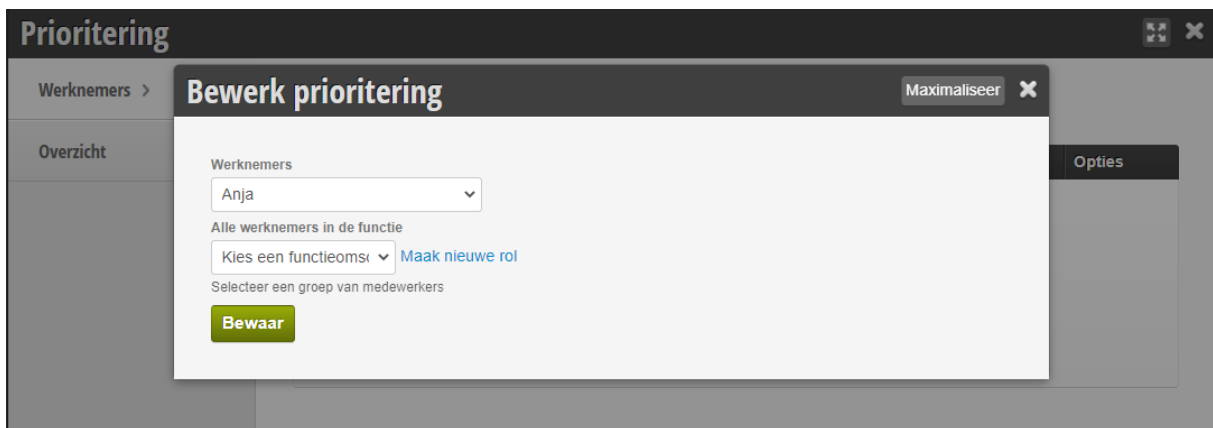 Prioritering
Werknemers >
Overzicht
Opties
Bewerk prioritering
Maximaliseer
Werknemers
Anja
Alle werknemers in de functie
Kies een functieoms
Maak nieuwe rol
Selecteer een groep van medewerkers
Bewaar